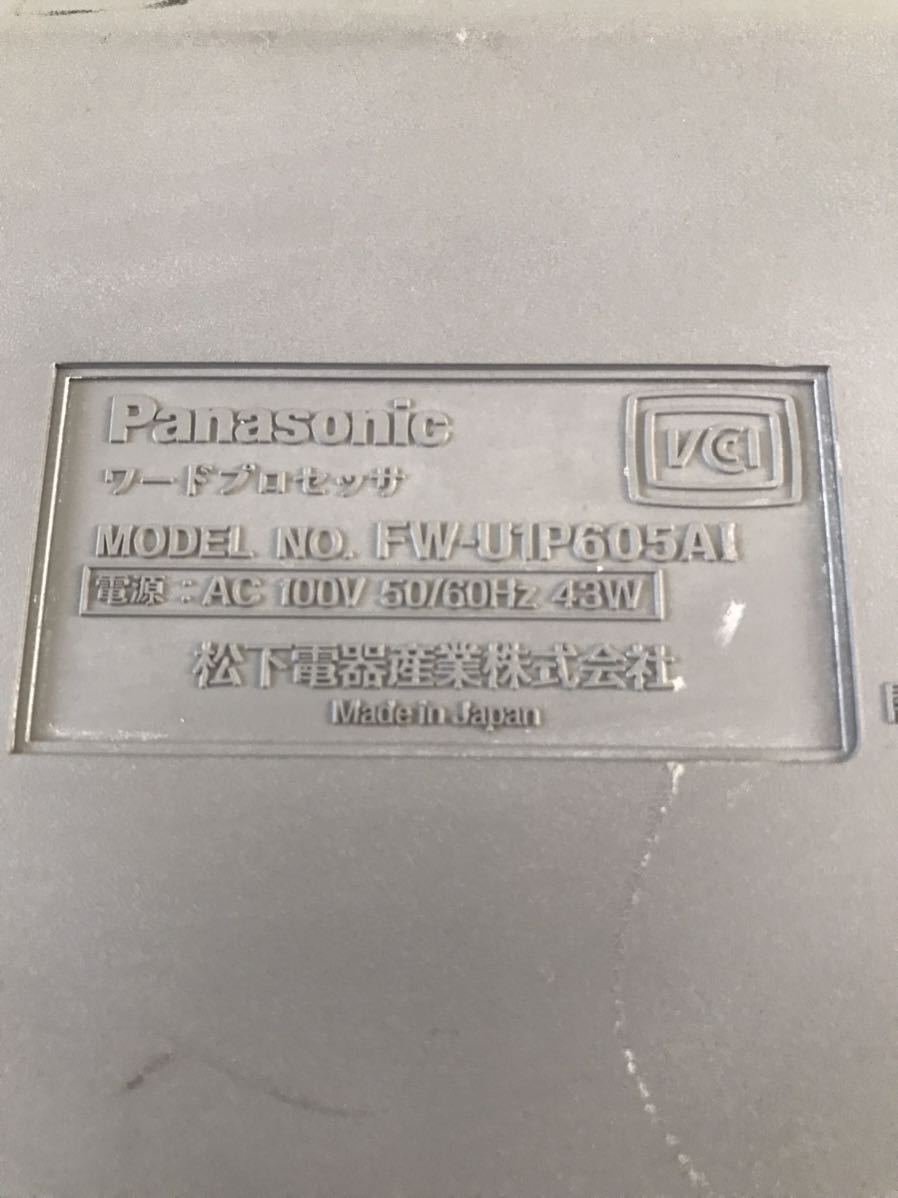 Panasonic
VCCI
ワードプロセッサ
MODEL NO. FW-U1P605AI
電源:AC 100V 50/60Hz 43W
松下電器産業株式会社
Made in Japan